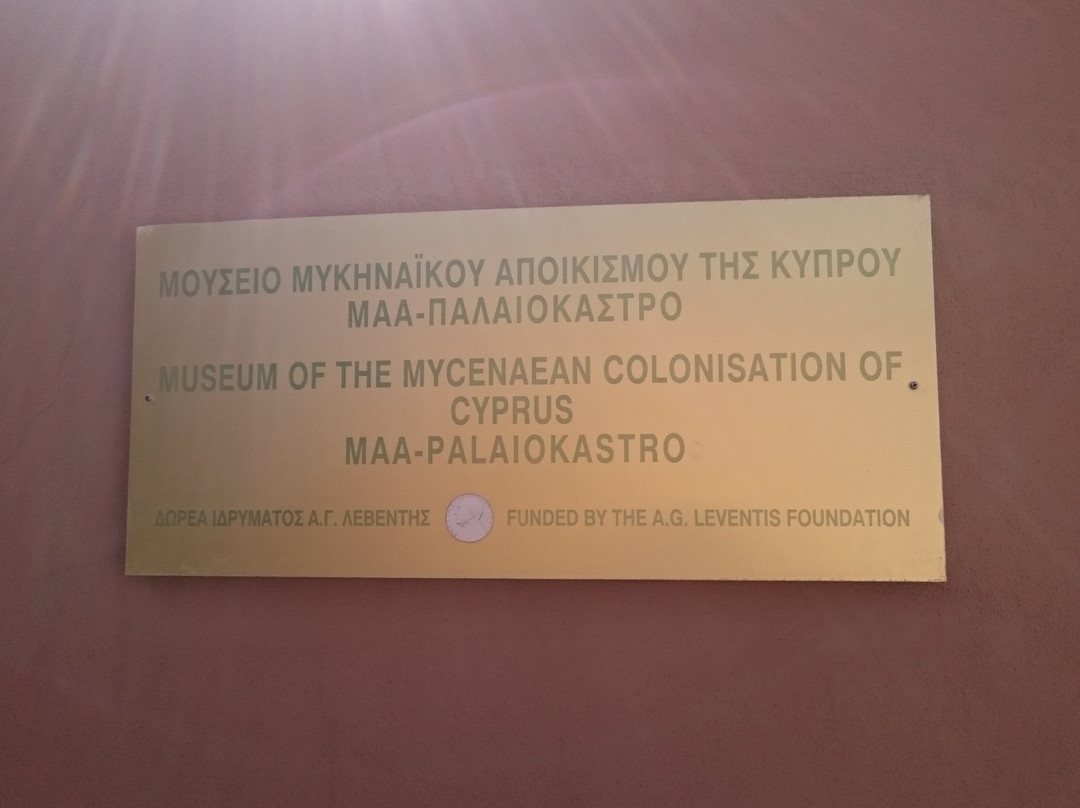 ΜΟΥΣΕΙΟ ΜΥΚΗΝΑΪΚΟΥ ΑΠΟΙΚΙΣΜΟΥ ΤΗΣ ΚΥΠΡΟΥ
ΜΑΑ-ΠΑΛΑΙΟΚΑΣΤΡΟ
MUSEUM OF THE MYCENAEAN COLONISATION OF
CYPRUS
MAA-PALAIOKASTRO
ΔΩΡΕΑ ΙΔΡΥΜΑΤΟΣ Α.Γ. ΛΕΒΕΝΤΗΣ FUNDED BY THE A.G. LEVENTIS FOUNDATION